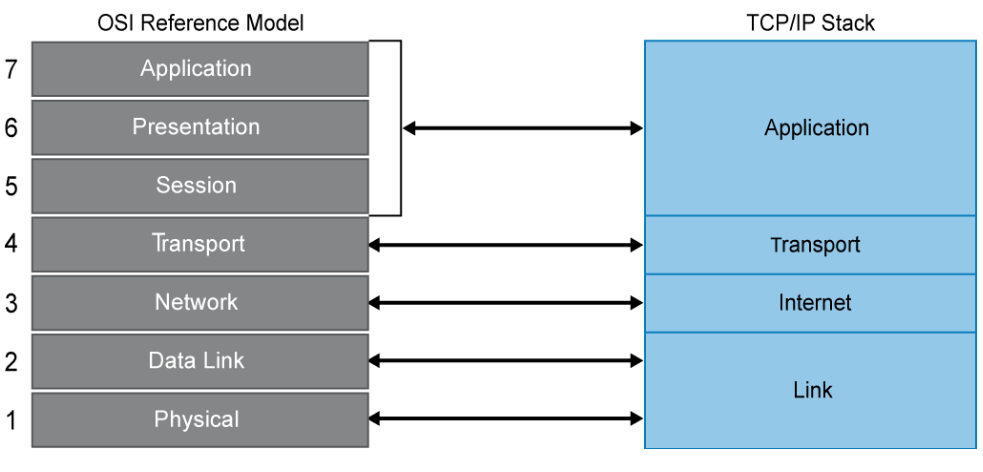 OSI Reference Model
TCP/IP Stack
7 Application
6 Presentation
5 Session
4 Transport
3 Network
2 Data Link
1 Physical
Application
Transport
Internet
Link